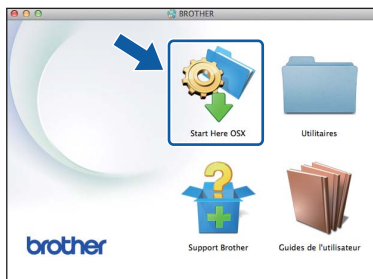 BROTHER
Start Here OSX
Utilitaires
Support Brother
Guides de l'utilisateur
brother